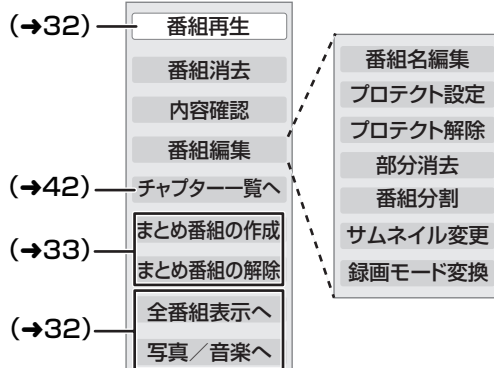 (→32)
番組再生
番組消去
内容確認
番組編集
(→42)
チャプター一覧へ
(→33)
まとめ番組の作成
まとめ番組の解除
(→32)
全番組表示へ
写真／音楽へ
番組名編集
プロテクト設定
プロテクト解除
部分消去
番組分割
サムネイル変更
録画モード変換